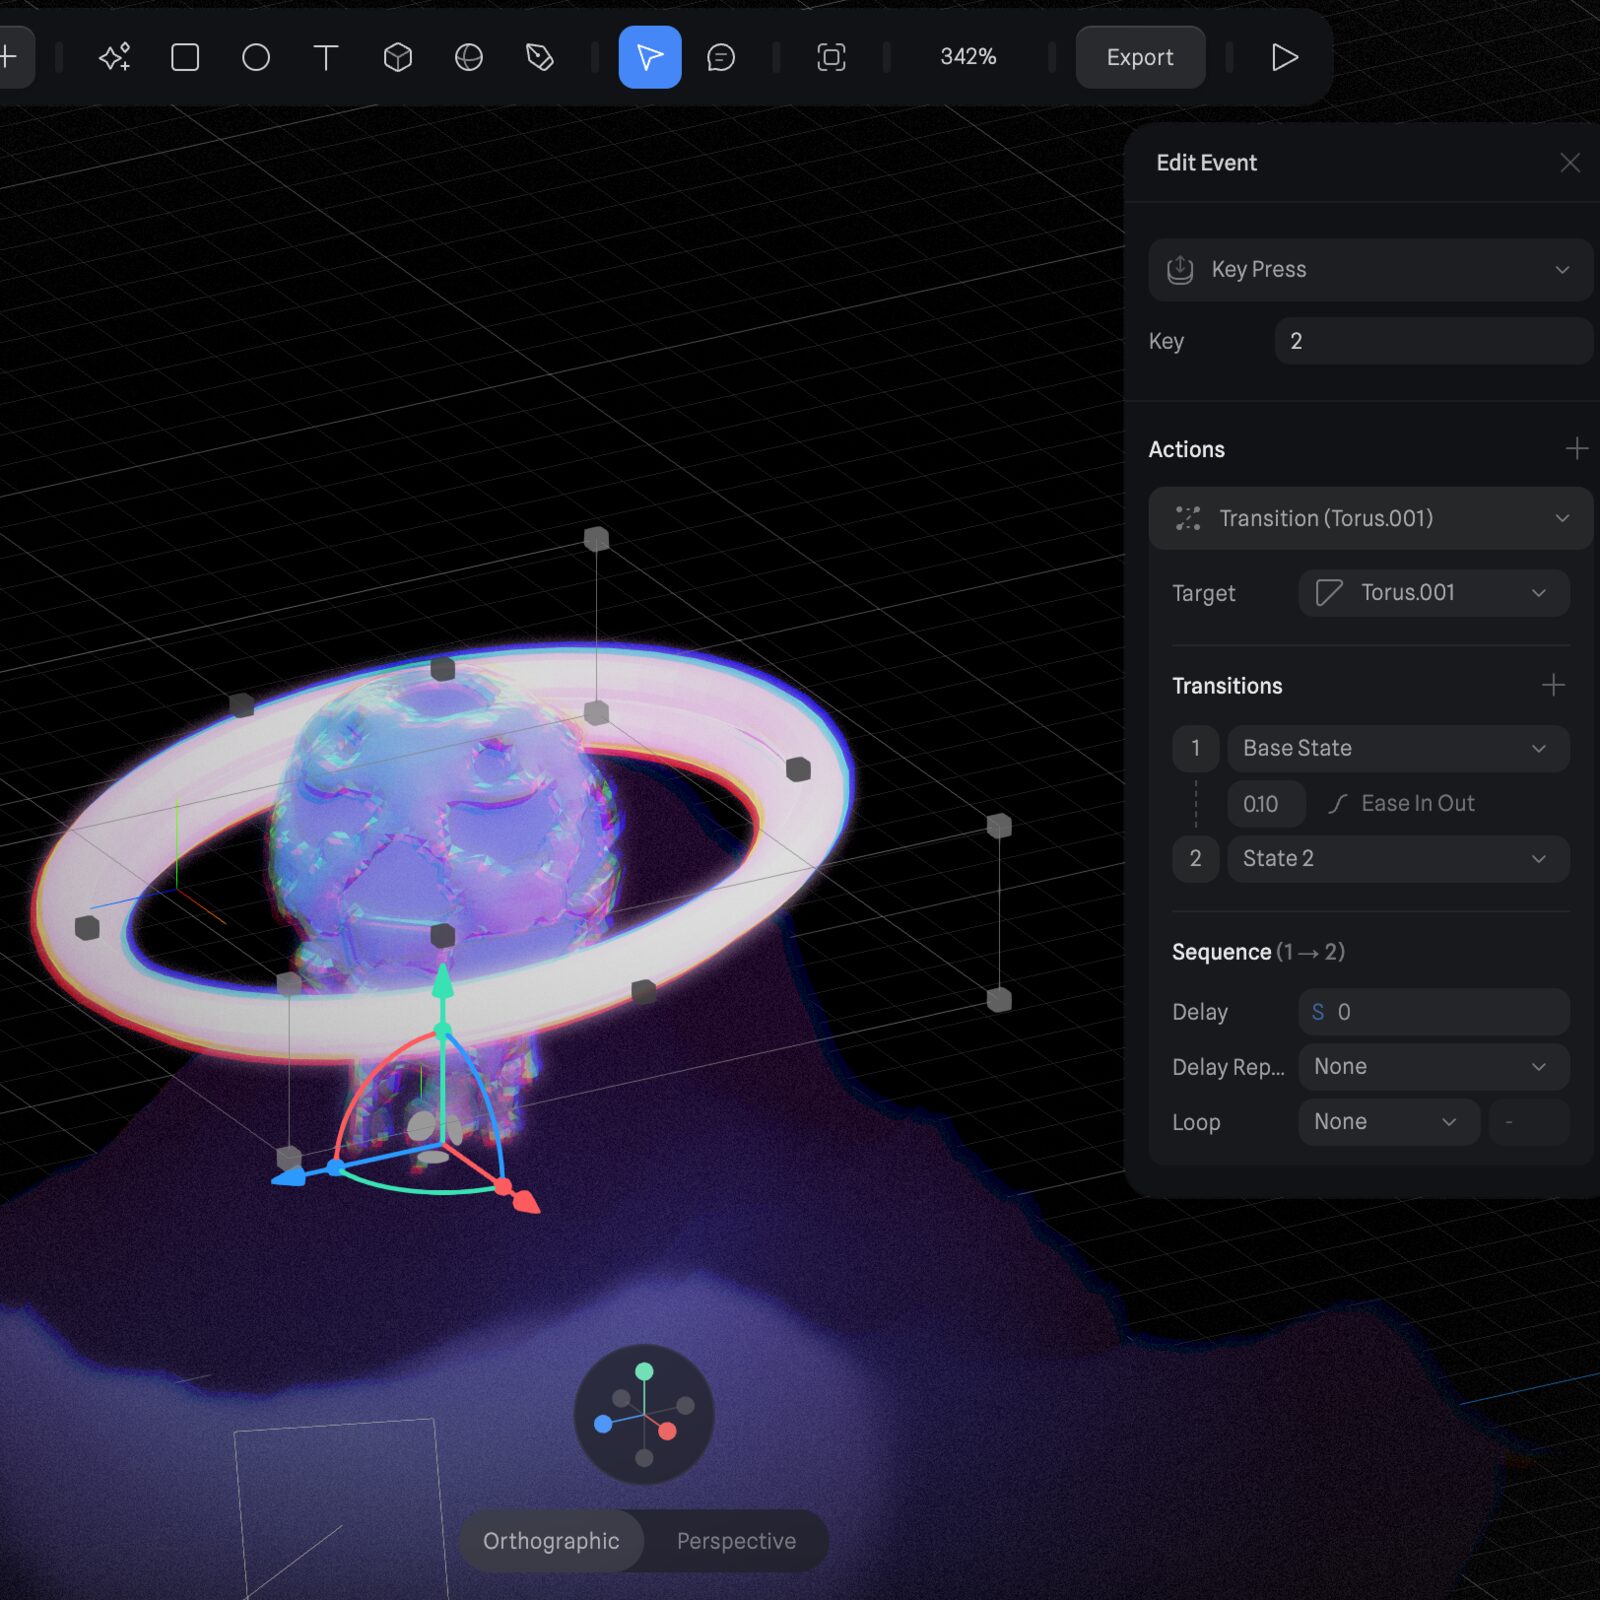 342%
Export
Edit Event
Key Press
Key
2
Actions
Transition (Torus.001)
Target
Torus.001
Transitions
1
Base State
0.10
Ease In Out
2
State 2
Sequence (1 → 2)
Delay
S 0
Delay Rep...
None
Loop
None
-
Orthographic
Perspective